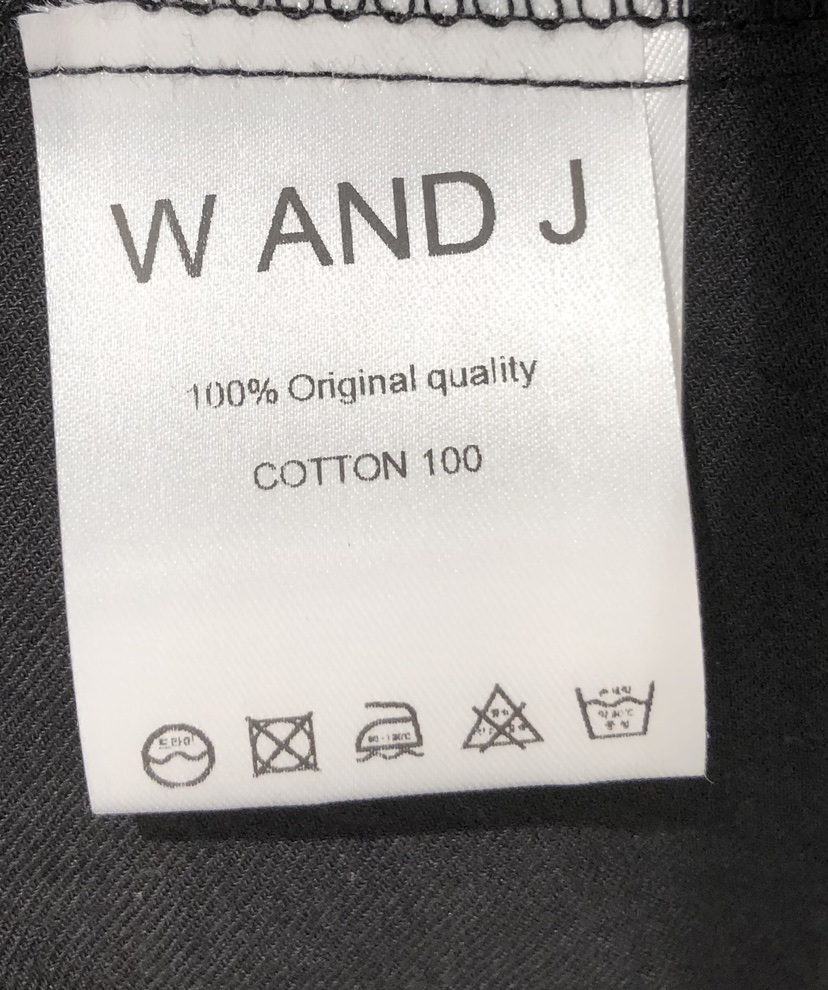 W AND J
100% Original quality
COTTON 100
드라이